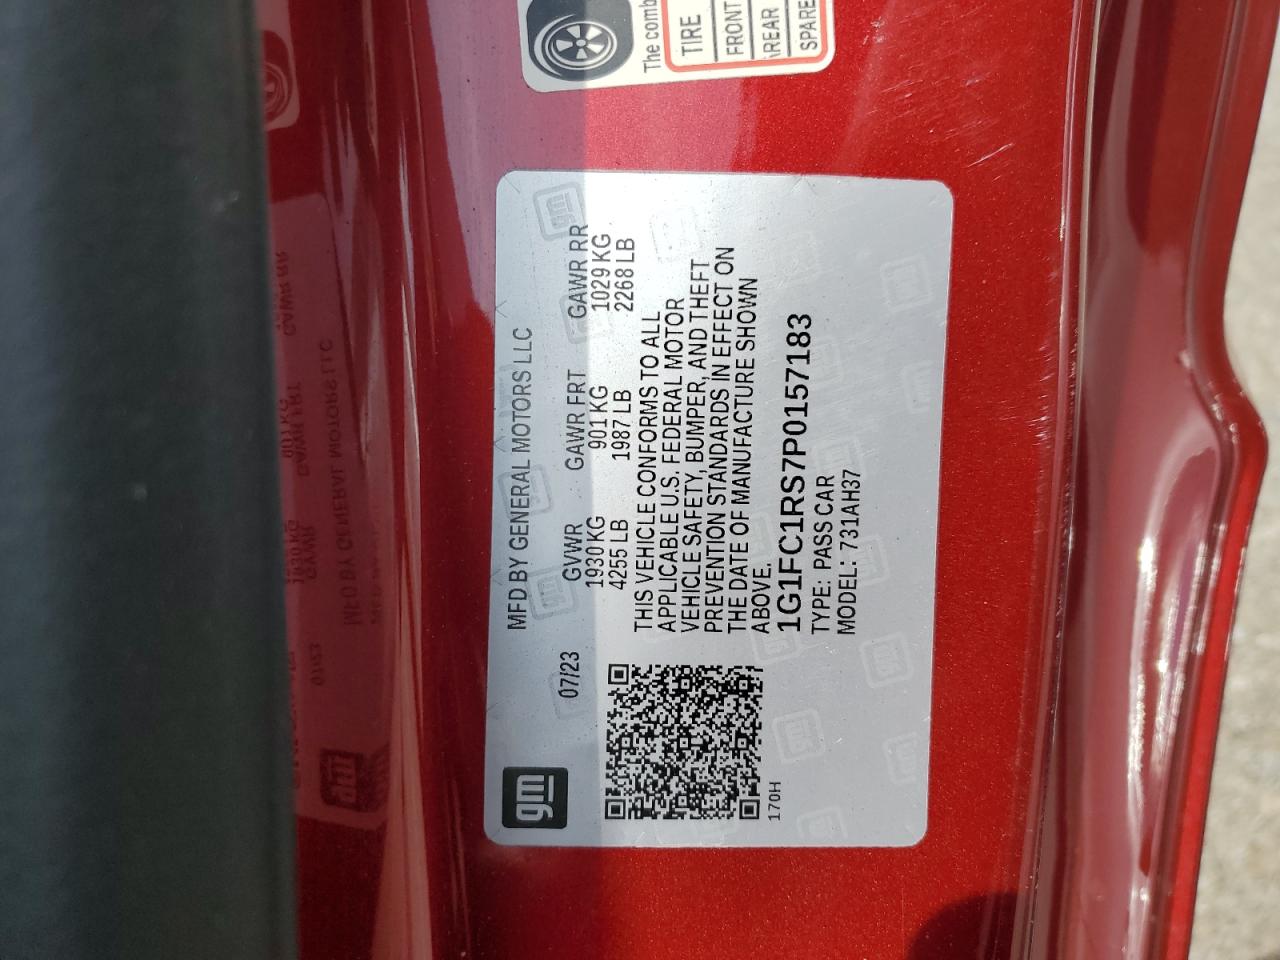 The comb
TIRE
FRONT
REAR
SPARE
gm
07/23
MFD BY GENERAL MOTORS LLC
GVWR GAWR FRT GAWR RR
1930 KG 901 KG 1029 KG
4255 LB 1987 LB 2268 LB
THIS VEHICLE CONFORMS TO ALL
APPLICABLE U.S. FEDERAL MOTOR
VEHICLE SAFETY, BUMPER, AND THEFT
PREVENTION STANDARDS IN EFFECT ON
THE DATE OF MANUFACTURE SHOWN
ABOVE.
1G1FC1RS7P0157183
TYPE: PASS CAR
MODEL: 731AH37
170H